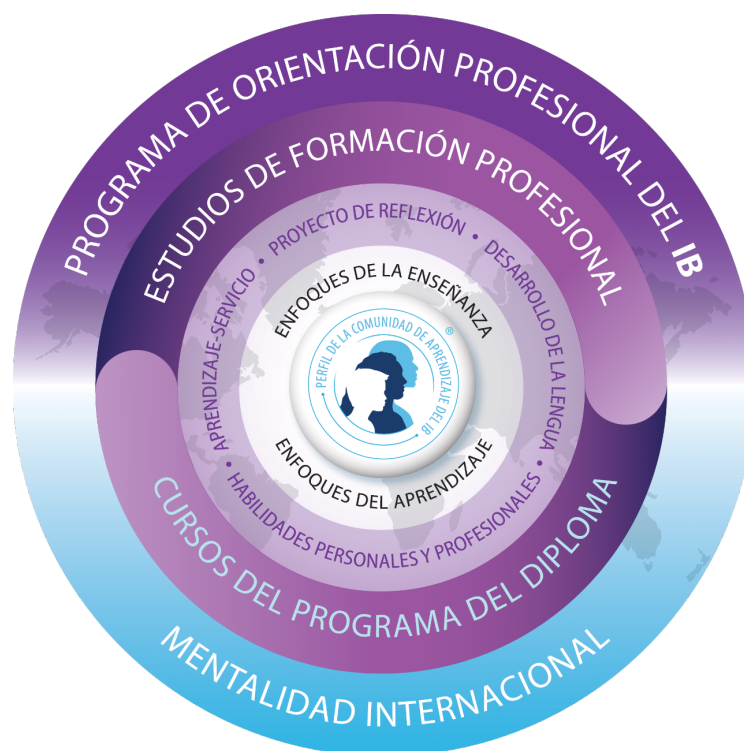 PROGRAMA DE ORIENTACIÓN PROFESIONAL DEL IB
ESTUDIOS DE FORMACIÓN PROFESIONAL
APRENDIZAJE-SERVICIO • PROYECTO DE REFLEXIÓN • DESARROLLO DE LA LENGUA • HABILIDADES PERSONALES Y PROFESIONALES •
ENFOQUES DE LA ENSEÑANZA
PERFIL DE LA COMUNIDAD DE APRENDIZAJE DEL IB •
®
ENFOQUES DEL APRENDIZAJE
CURSOS DEL PROGRAMA DEL DIPLOMA
MENTALIDAD INTERNACIONAL